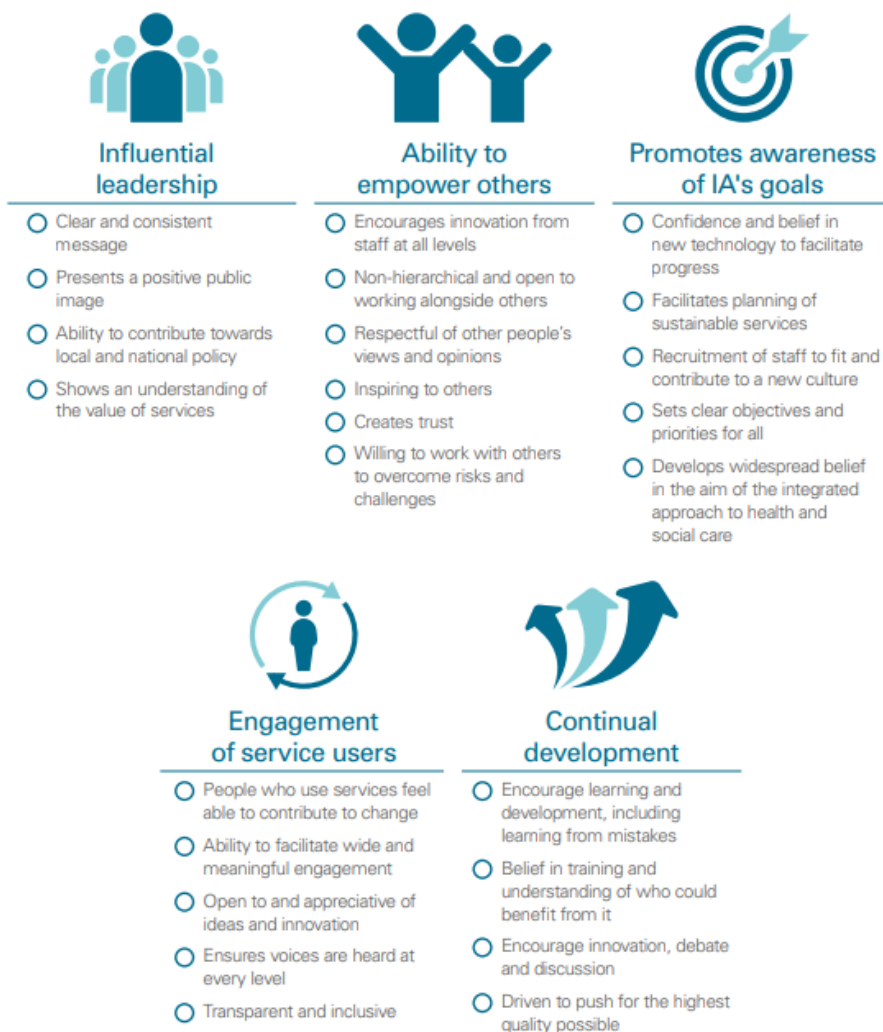 Influential
leadership
Clear and consistent
message
Presents a positive public
image
Ability to contribute towards
local and national policy
Shows an understanding of
the value of services
Ability to
empower others
Encourages innovation from
staff at all levels
Non-hierarchical and open to
working alongside others
Respectful of other people's
views and opinions
Inspiring to others
Creates trust
Willing to work with others
to overcome risks and
challenges
Promotes awareness
of IA's goals
Confidence and belief in
new technology to facilitate
progress
Facilitates planning of
sustainable services
Recruitment of staff to fit and
contribute to a new culture
Sets clear objectives and
priorities for all
Develops widespread belief
in the aim of the integrated
approach to health and
social care
Engagement
of service users
People who use services feel
able to contribute to change
Ability to facilitate wide and
meaningful engagement
Open to and appreciative of
ideas and innovation
Ensures voices are heard at
every level
Transparent and inclusive
Continual
development
Encourage learning and
development, including
learning from mistakes
Belief in training and
understanding of who could
benefit from it
Encourage innovation, debate
and discussion
Driven to push for the highest
quality possible